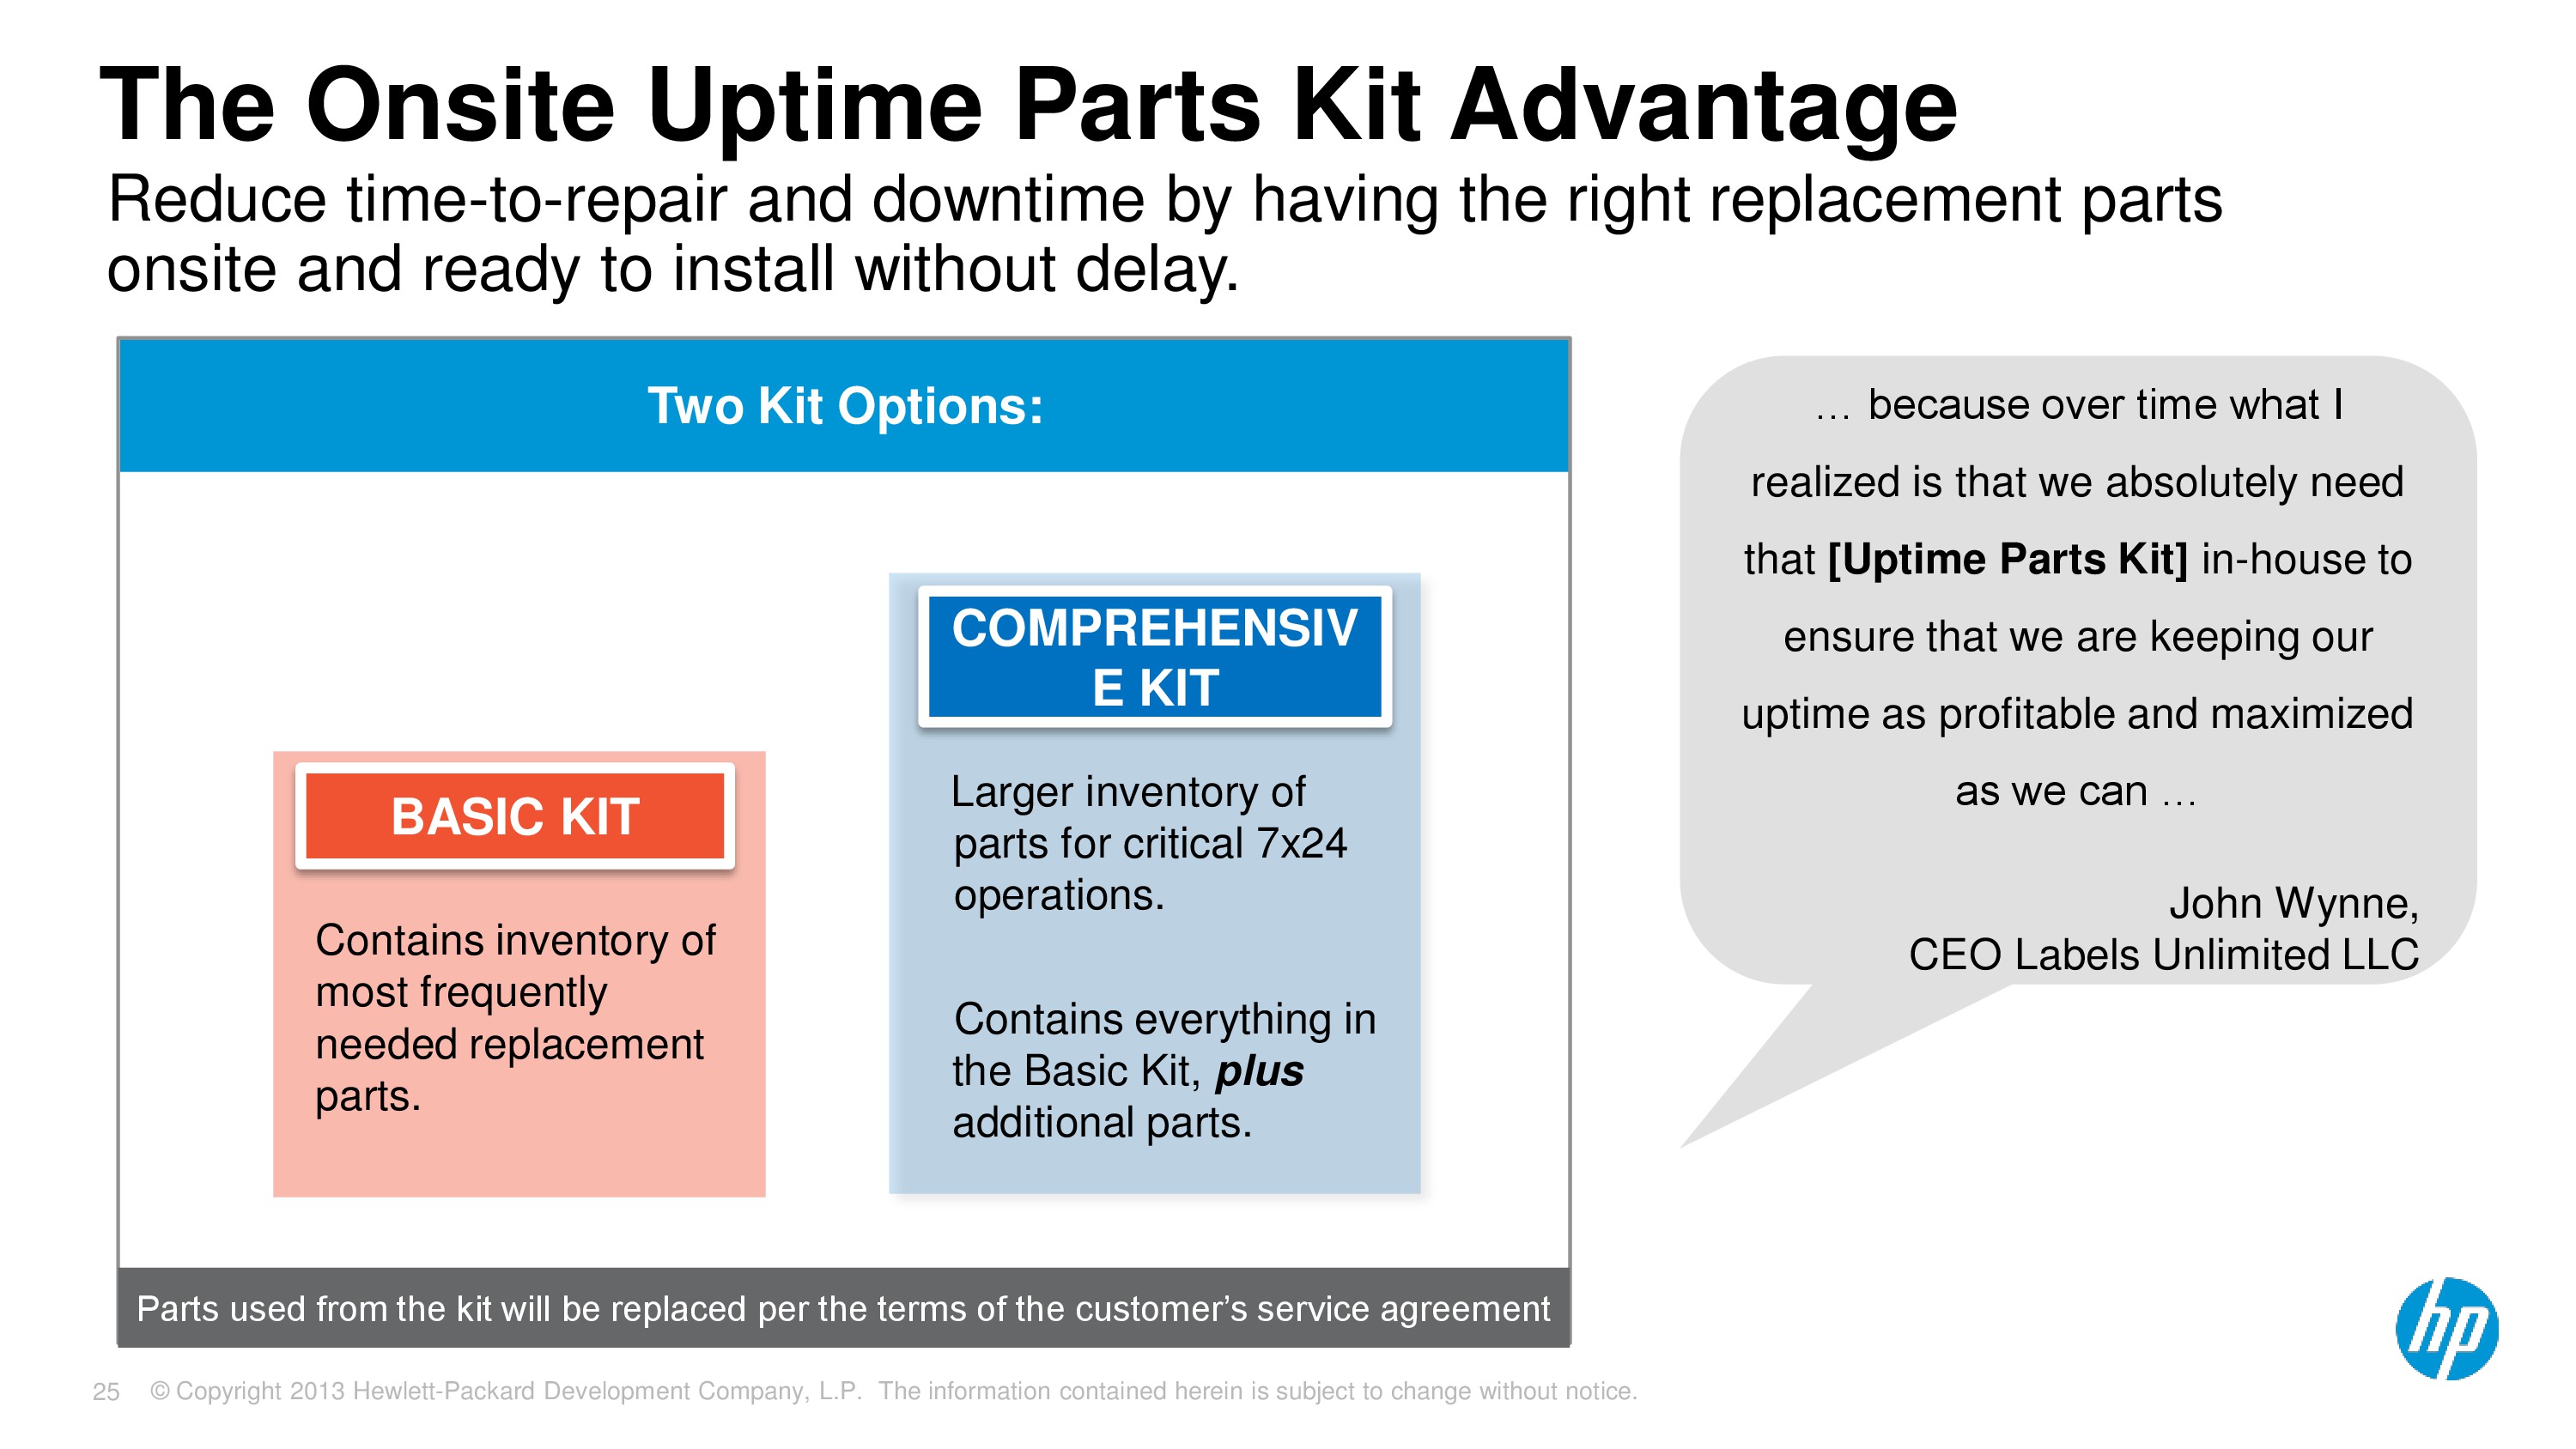 The Onsite Uptime Parts Kit Advantage
Reduce time-to-repair and downtime by having the right replacement parts
onsite and ready to install without delay.
Two Kit Options:
BASIC KIT
Contains inventory of
most frequently
needed replacement
parts.
COMPREHENSIV
E KIT
Larger inventory of
parts for critical 7x24
operations.
Contains everything in
the Basic Kit, plus
additional parts.
Parts used from the kit will be replaced per the terms of the customer’s service agreement
… because over time what I
realized is that we absolutely need
that [Uptime Parts Kit] in-house to
ensure that we are keeping our
uptime as profitable and maximized
as we can …
John Wynne,
CEO Labels Unlimited LLC
hp
25 © Copyright 2013 Hewlett-Packard Development Company, L.P. The information contained herein is subject to change without notice.